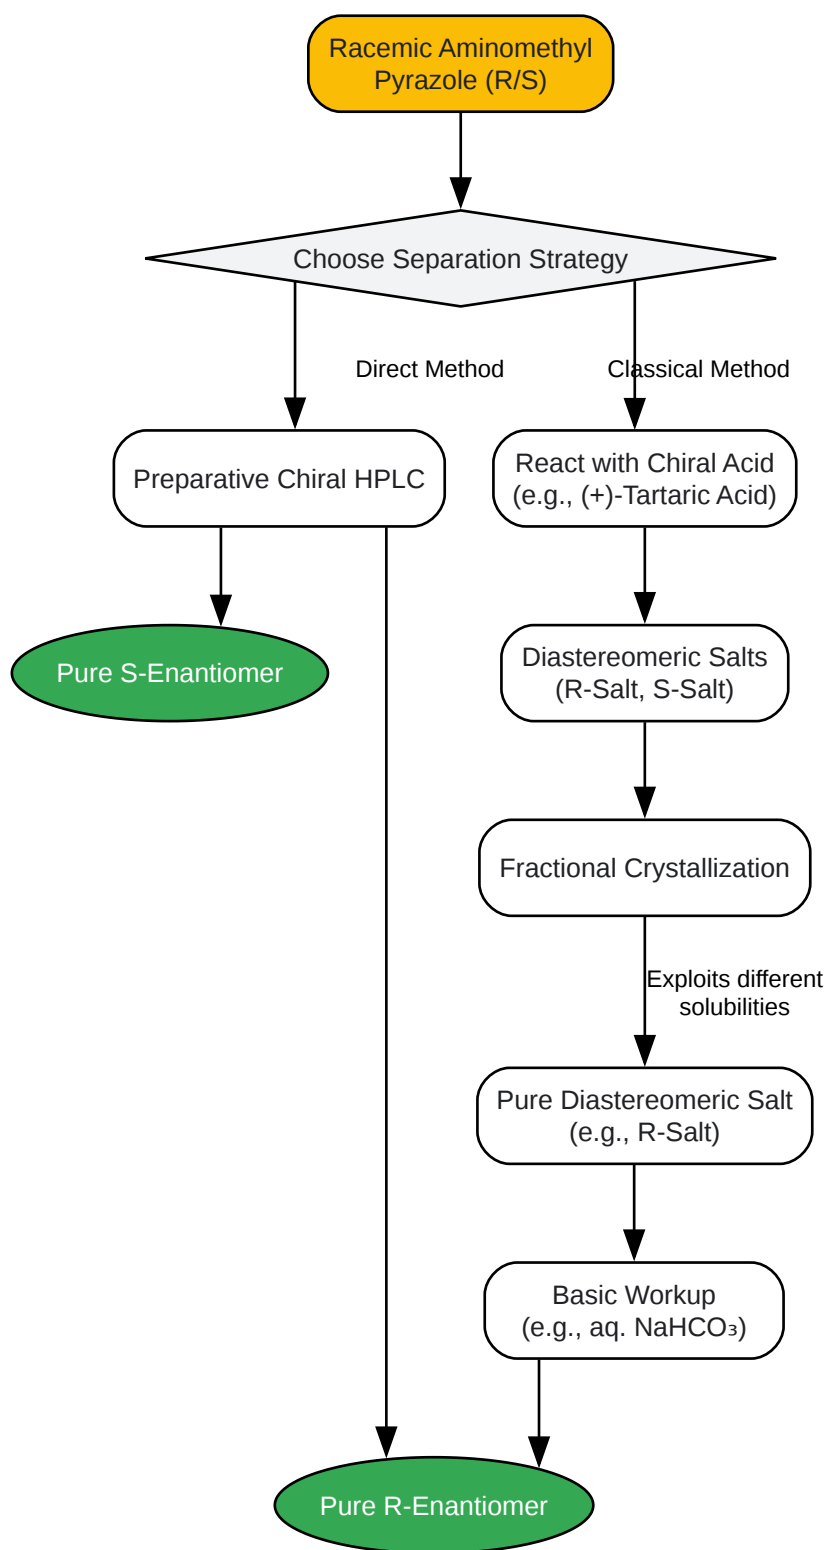 Racemic Aminomethyl
Pyrazole (R/S)
Choose Separation Strategy
Direct Method
Classical Method
Preparative Chiral HPLC
React with Chiral Acid
(e.g., (+)-Tartaric Acid)
Pure S-Enantiomer
Diastereomeric Salts
(R-Salt, S-Salt)
Fractional Crystallization
Exploits different
solubilities
Pure Diastereomeric Salt
(e.g., R-Salt)
Basic Workup
(e.g., aq. NaHCO₃)
Pure R-Enantiomer